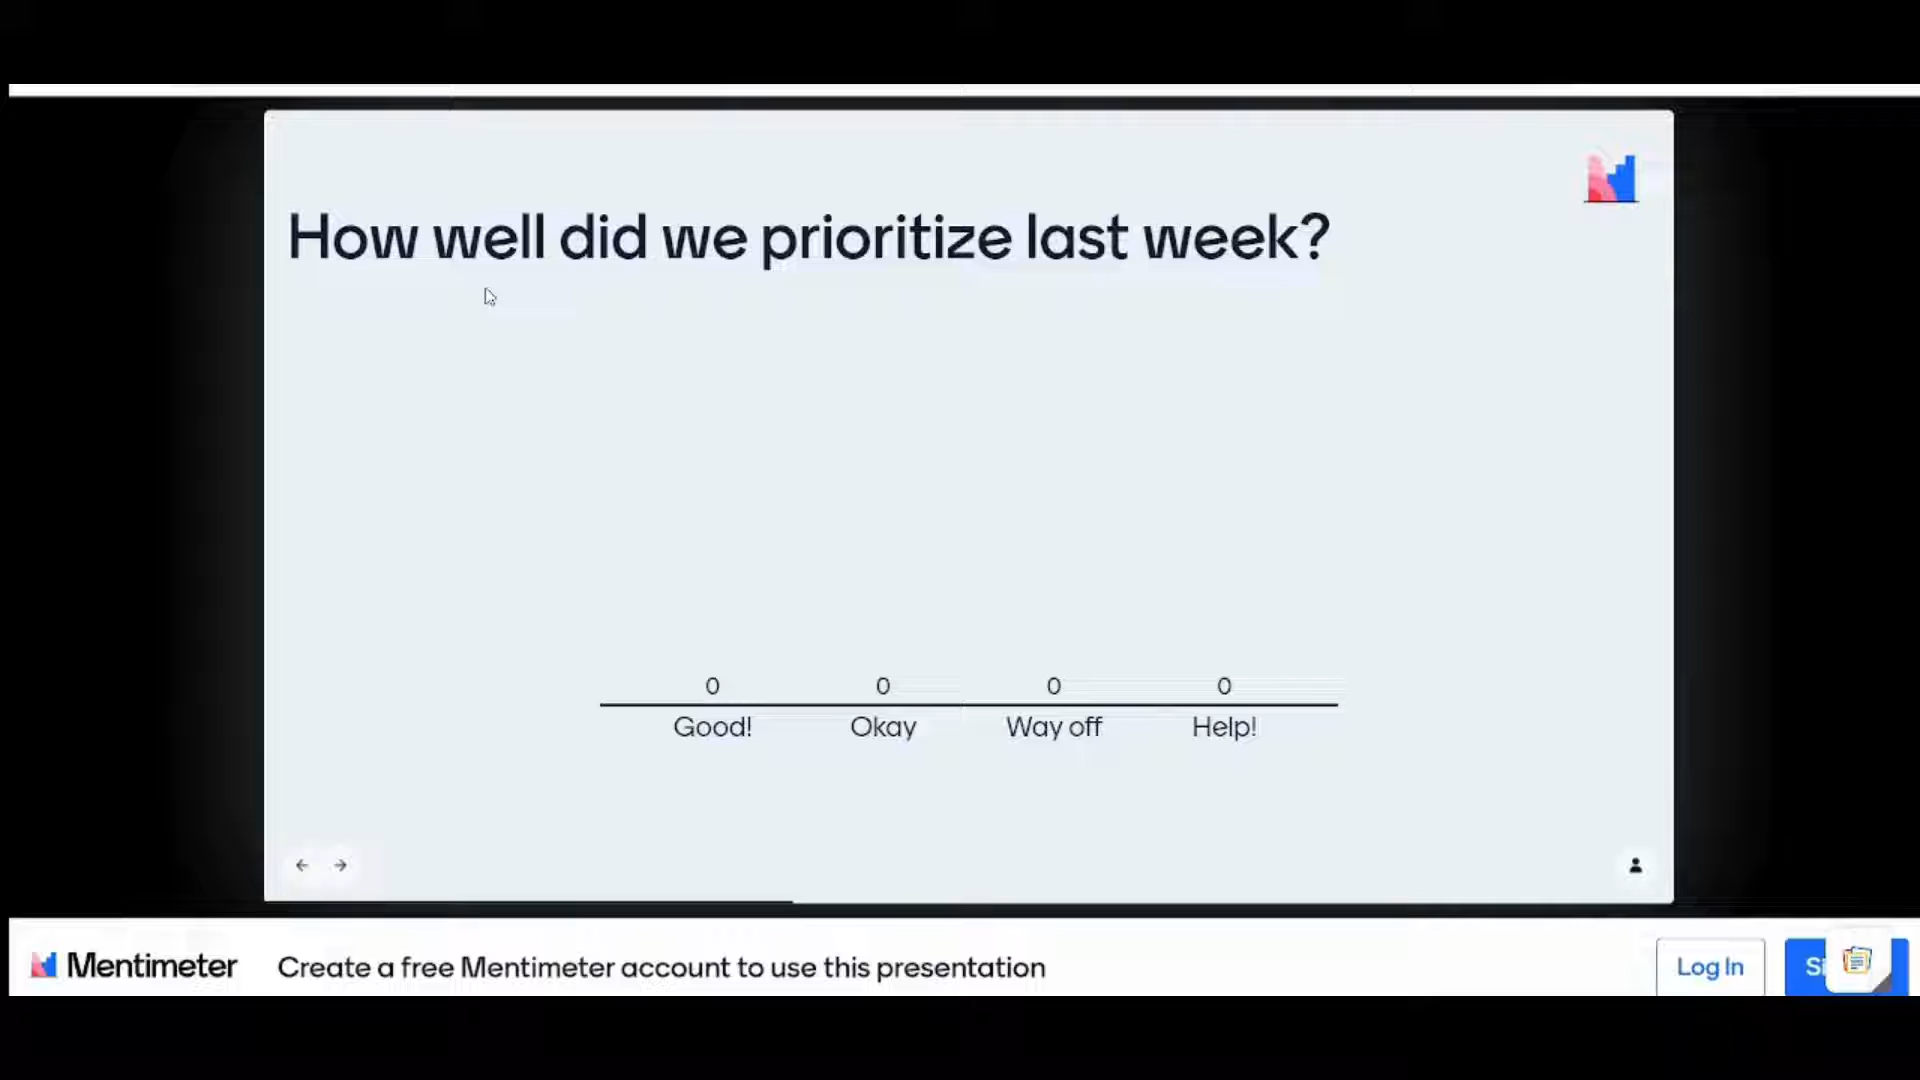 How well did we prioritize last week?
0 0 0 0
Good! Okay Way off Help!
Mentimeter Create a free Mentimeter account to use this presentation Log In